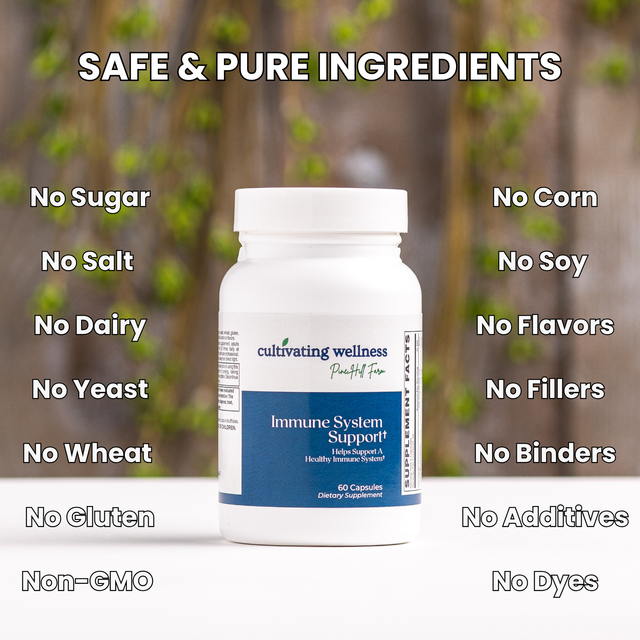 SAFE & PURE INGREDIENTS
No Sugar
No Salt
No Dairy
No Yeast
No Wheat
No Gluten
Non-GMO
No Corn
No Soy
No Flavors
No Fillers
No Binders
No Additives
No Dyes
cultivating wellness
Pine Hill Farm
Immune System
Support†
Helps Support A
Healthy Immune System†
60 Capsules
Dietary Supplement
SUPPLEMENT FACTS